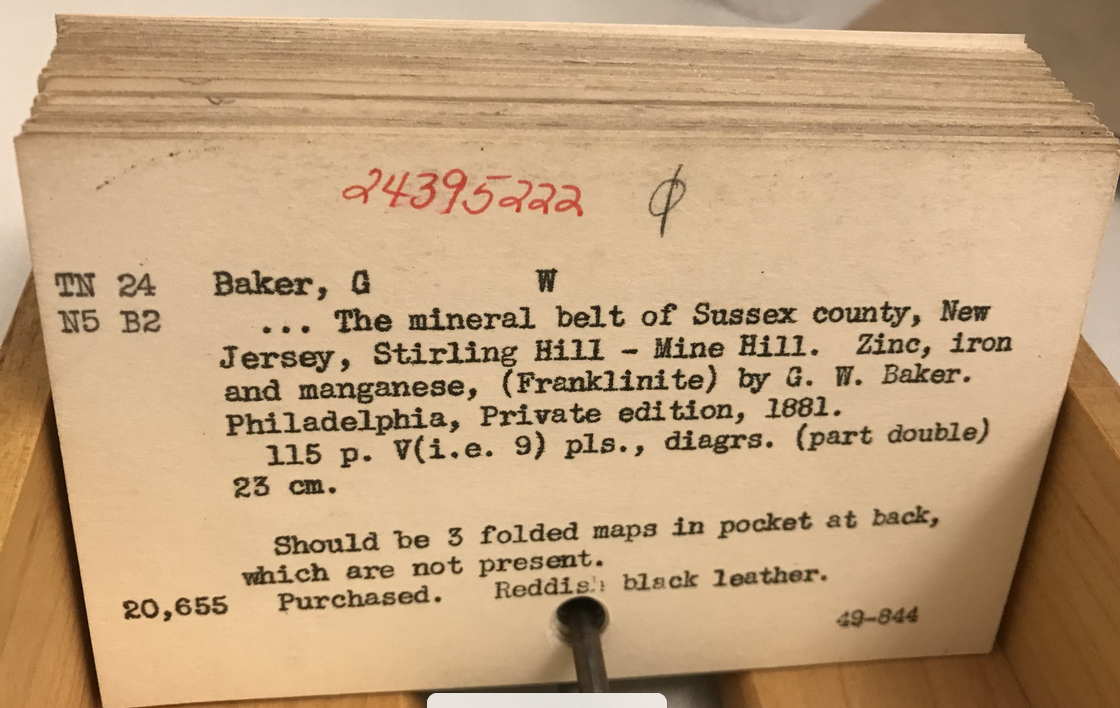 24395222 ϕ
TN 24 Baker, G W
N5 B2 ... The mineral belt of Sussex county, New
Jersey, Stirling Hill - Mine Hill. Zinc, iron
and manganese, (Franklinite) by G. W. Baker.
Philadelphia, Private edition, 1881.
115 p. V(i.e. 9) pls., diagrs. (part double)
23 cm.
Should be 3 folded maps in pocket at back,
which are not present.
20,655 Purchased. Reddish black leather.
49-844